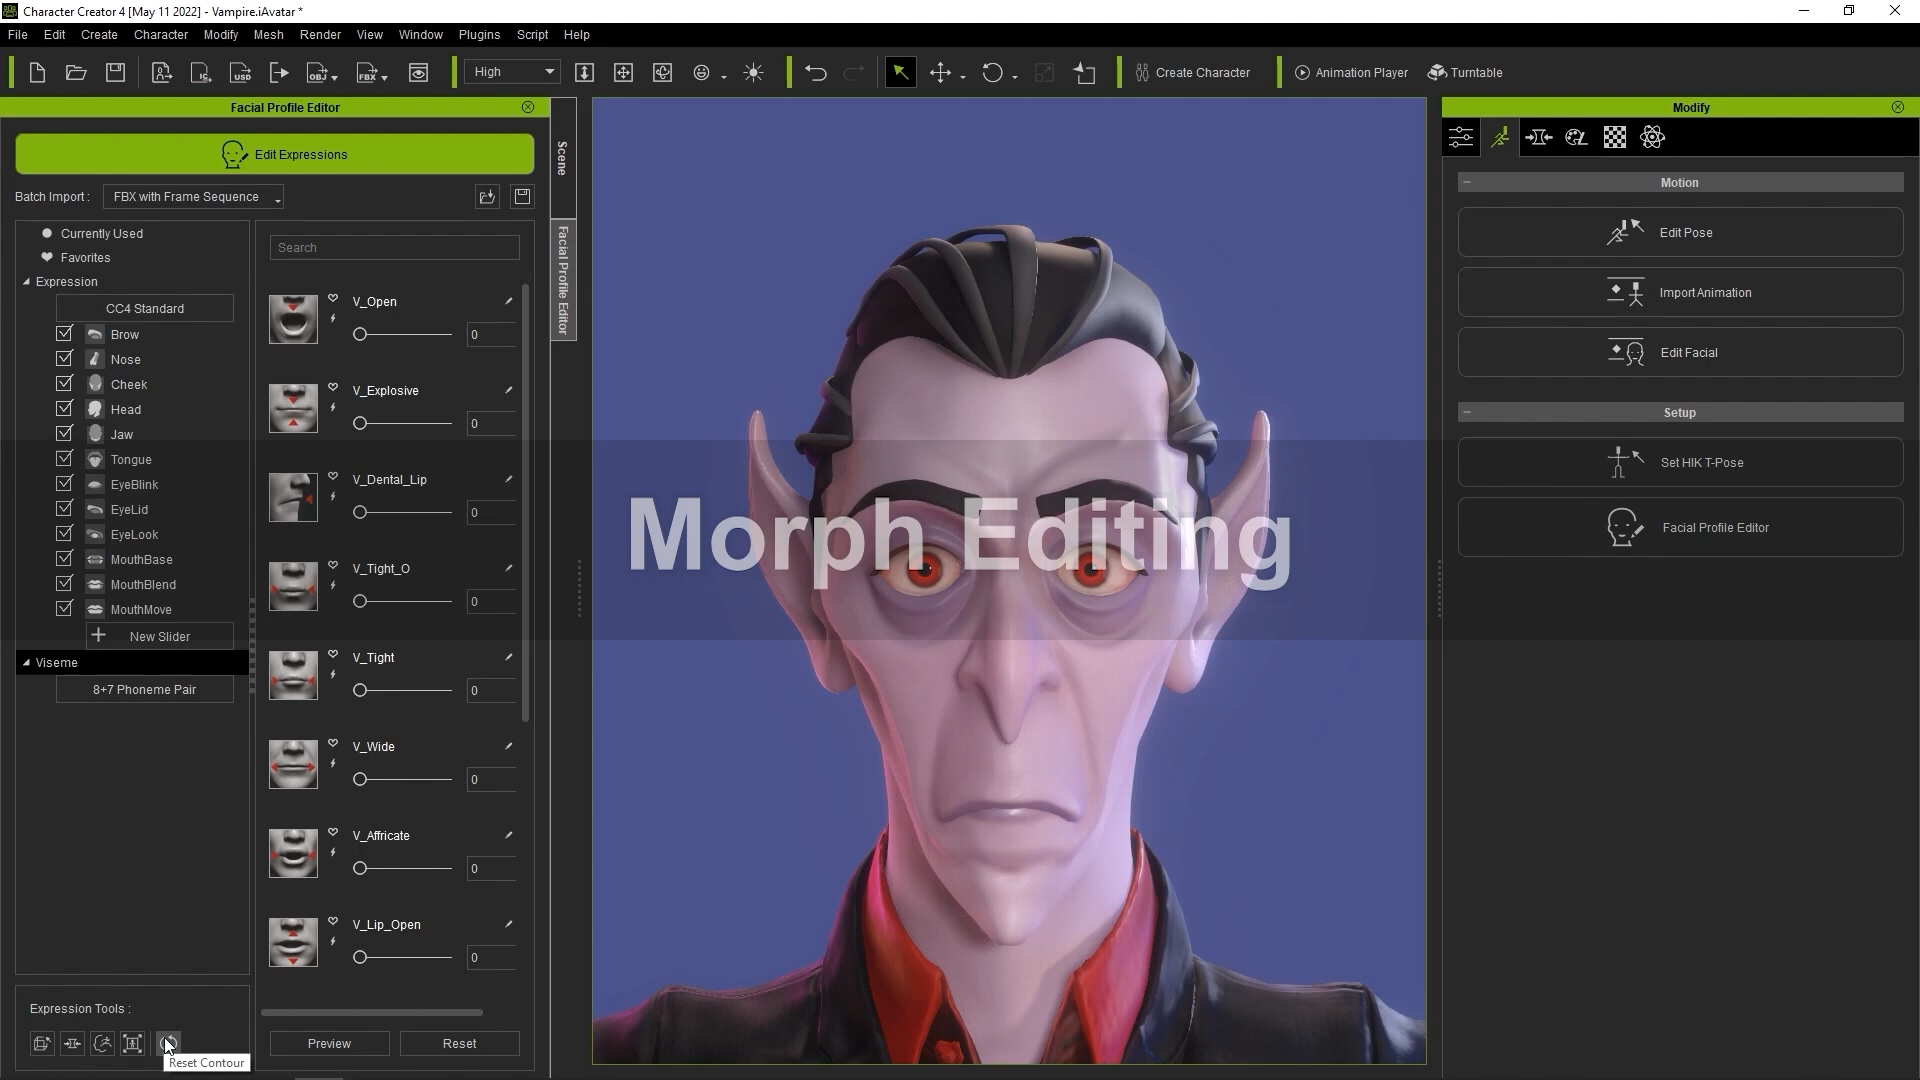 Character Creator 4 [May 11 2022] - Vampire.iAvatar *
File Edit Create Character Modify Mesh Render View Window Plugins Script Help
USD OBJ FBX High Create Character Animation Player Turntable
Facial Profile Editor
Edit Expressions
Batch Import : FBX with Frame Sequence
Currently Used
Favorites
Expression
CC4 Standard
Brow
Nose
Cheek
Head
Jaw
Tongue
EyeBlink
EyeLid
EyeLook
MouthBase
MouthBlend
MouthMove
New Slider
Viseme
8+7 Phoneme Pair
Expression Tools :
Reset Contour
Search
V_Open
0
V_Explosive
0
V_Dental_Lip
0
V_Tight_O
0
V_Tight
0
V_Wide
0
V_Affricate
0
V_Lip_Open
0
Preview Reset
Scene
Facial Profile Editor
Morph Editing
Modify
Motion
Edit Pose
Import Animation
Edit Facial
Setup
Set HIK T-Pose
Facial Profile Editor